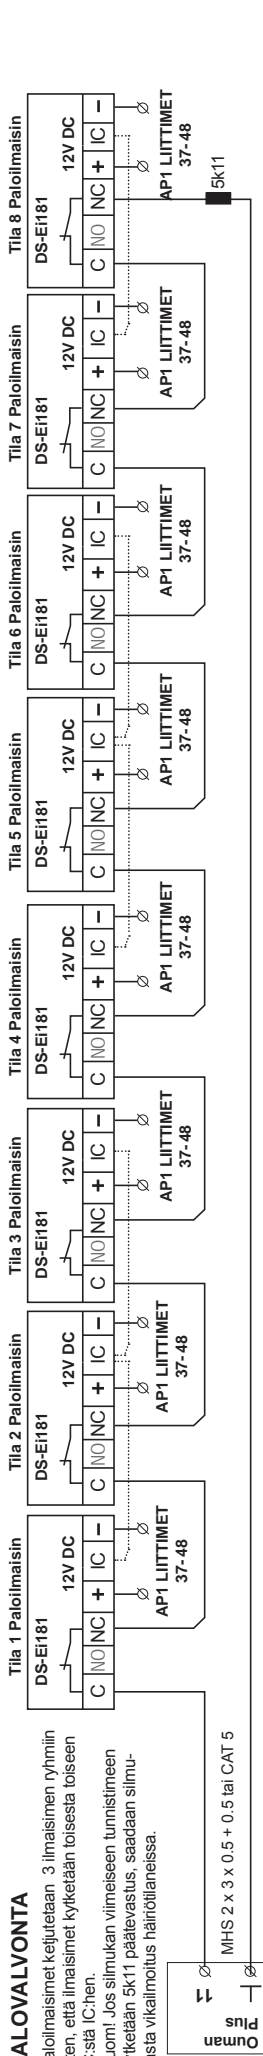 ALOVALVONTA
aloilmaisimet ketjutetaan 3 ilmaisimen ryhmiin
ten, että ilmaisimet kytketään toisesta toiseen
:stä IC:hen.
uom! Jos silmukan viimeiseen tunnistimeen
ytketään 5k11 päätevastus, saadaan silmu-
asta vikailmoitus häiriötilaneissa.
Tila 1 Paloilmaisin
DS-Ei181
12V DC
C NO NC + IC −
AP1 LIITTIMET
37-48
Tila 2 Paloilmaisin
DS-Ei181
12V DC
C NO NC + IC −
AP1 LIITTIMET
37-48
Tila 3 Paloilmaisin
DS-Ei181
12V DC
C NO NC + IC −
AP1 LIITTIMET
37-48
Tila 4 Paloilmaisin
DS-Ei181
12V DC
C NO NC + IC −
AP1 LIITTIMET
37-48
Tila 5 Paloilmaisin
DS-Ei181
12V DC
C NO NC + IC −
AP1 LIITTIMET
37-48
Tila 6 Paloilmaisin
DS-Ei181
12V DC
C NO NC + IC −
AP1 LIITTIMET
37-48
Tila 7 Paloilmaisin
DS-Ei181
12V DC
C NO NC + IC −
AP1 LIITTIMET
37-48
Tila 8 Paloilmaisin
DS-Ei181
12V DC
C NO NC + IC −
AP1 LIITTIMET
37-48
5k11
Ouman
Plus
11
MHS 2 x 3 x 0.5 + 0.5 tai CAT 5